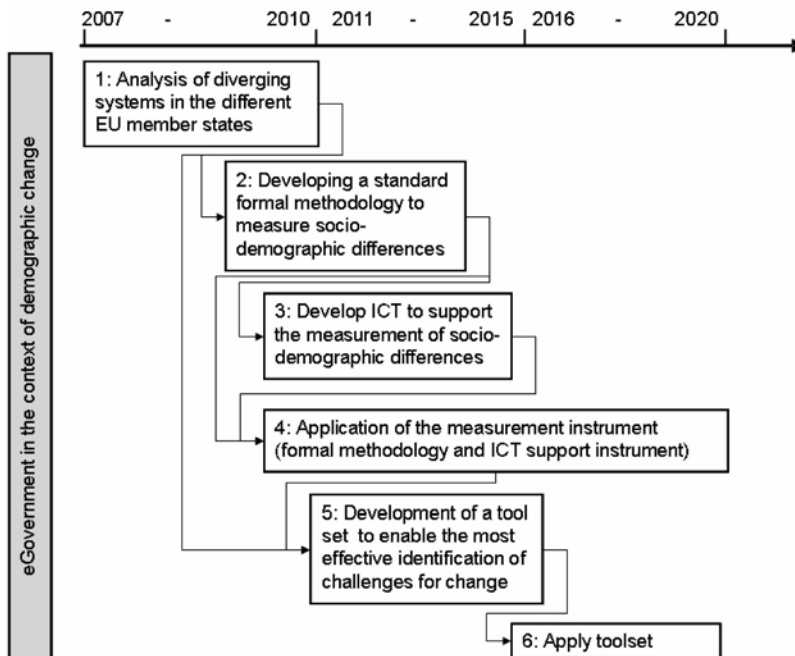 2007 - 2010 2011 - 2015 2016 - 2020
eGovernment in the context of demographic change
1: Analysis of diverging
systems in the different
EU member states
2: Developing a standard
formal methodology to
measure socio-
demographic differences
3: Develop ICT to support
the measurement of socio-
demographic differences
4: Application of the measurement instrument
(formal methodology and ICT support instrument)
5: Development of a tool
set to enable the most
effective identification of
challenges for change
6: Apply toolset